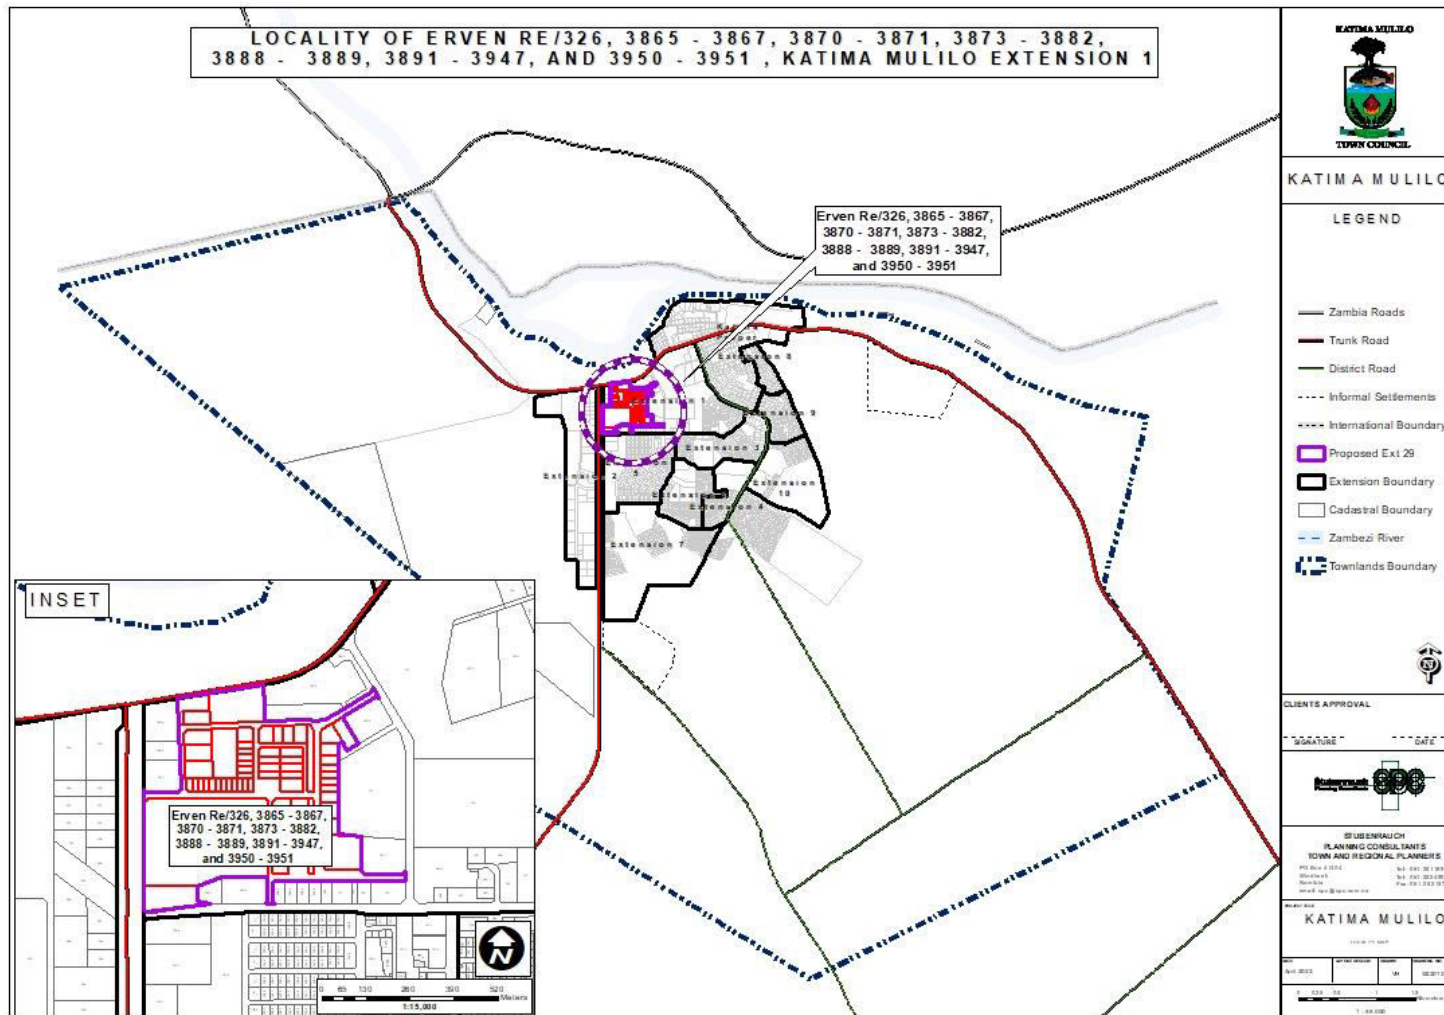 LOCALITY OF ERVEN RE/326, 3865 - 3867, 3870 - 3871, 3873 - 3882,
3888 - 3889, 3891 - 3947, AND 3950 - 3951 , KATIMA MULILO EXTENSION 1
Erven Re/326, 3865 - 3867,
3870 - 3871, 3873 - 3882,
3888 - 3889, 3891 - 3947,
and 3950 - 3951
Extension 8
Extension 1
Extension 9
Extension 3
Extension 2
5
Extension
10
Extension 4
Extension 7
INSET
Erven Re/326, 3865 - 3867,
3870 - 3871, 3873 - 3882,
3888 - 3889, 3891 - 3947,
and 3950 - 3951
N
0 65 130 260 390 520
Meters
1:15,000
KATIMA MULILO
TOWN COUNCIL
KATIMA MULILO
LEGEND
Zambia Roads
Trunk Road
District Road
Informal Settlements
International Boundary
Proposed Ext 29
Extension Boundary
Cadastral Boundary
Zambezi River
Townlands Boundary
N
CLIENTS APPROVAL
SIGNATURE DATE
Stubenrauch
SPC
STUBENRAUCH
PLANNING CONSULTANTS
TOWN AND REGIONAL PLANNERS
KATIMA MULILO